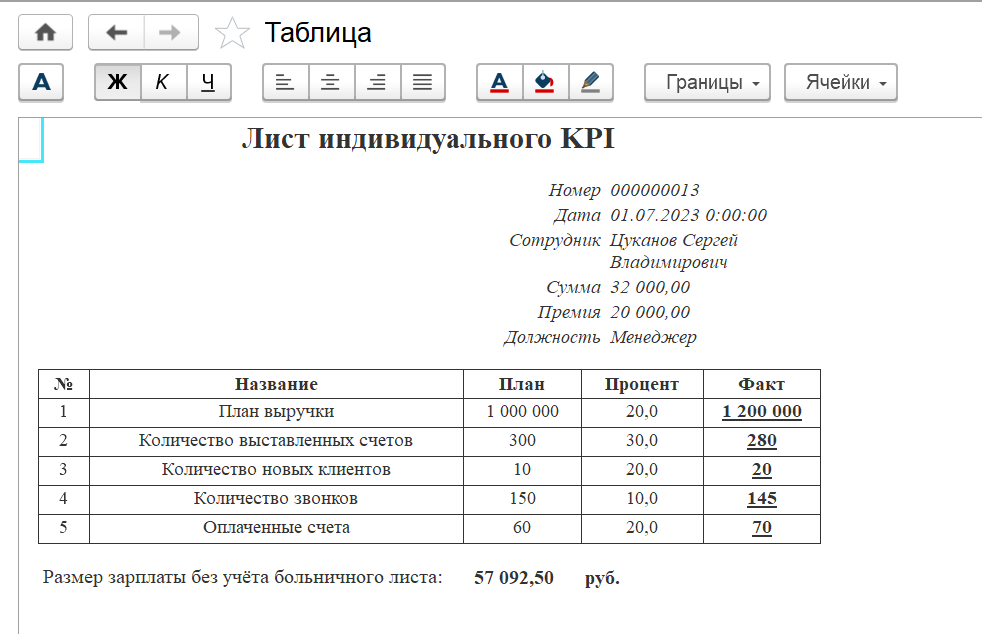 Таблица
А Ж К Ч А Границы Ячейки
Лист индивидуального KPI
Номер 000000013
Дата 01.07.2023 0:00:00
Сотрудник Цуканов Сергей
Владимирович
Сумма 32 000,00
Премия 20 000,00
Должность Менеджер
№ Название План Процент Факт
1 План выручки 1 000 000 20,0 1 200 000
2 Количество выставленных счетов 300 30,0 280
3 Количество новых клиентов 10 20,0 20
4 Количество звонков 150 10,0 145
5 Оплаченные счета 60 20,0 70
Размер зарплаты без учёта больничного листа: 57 092,50 руб.